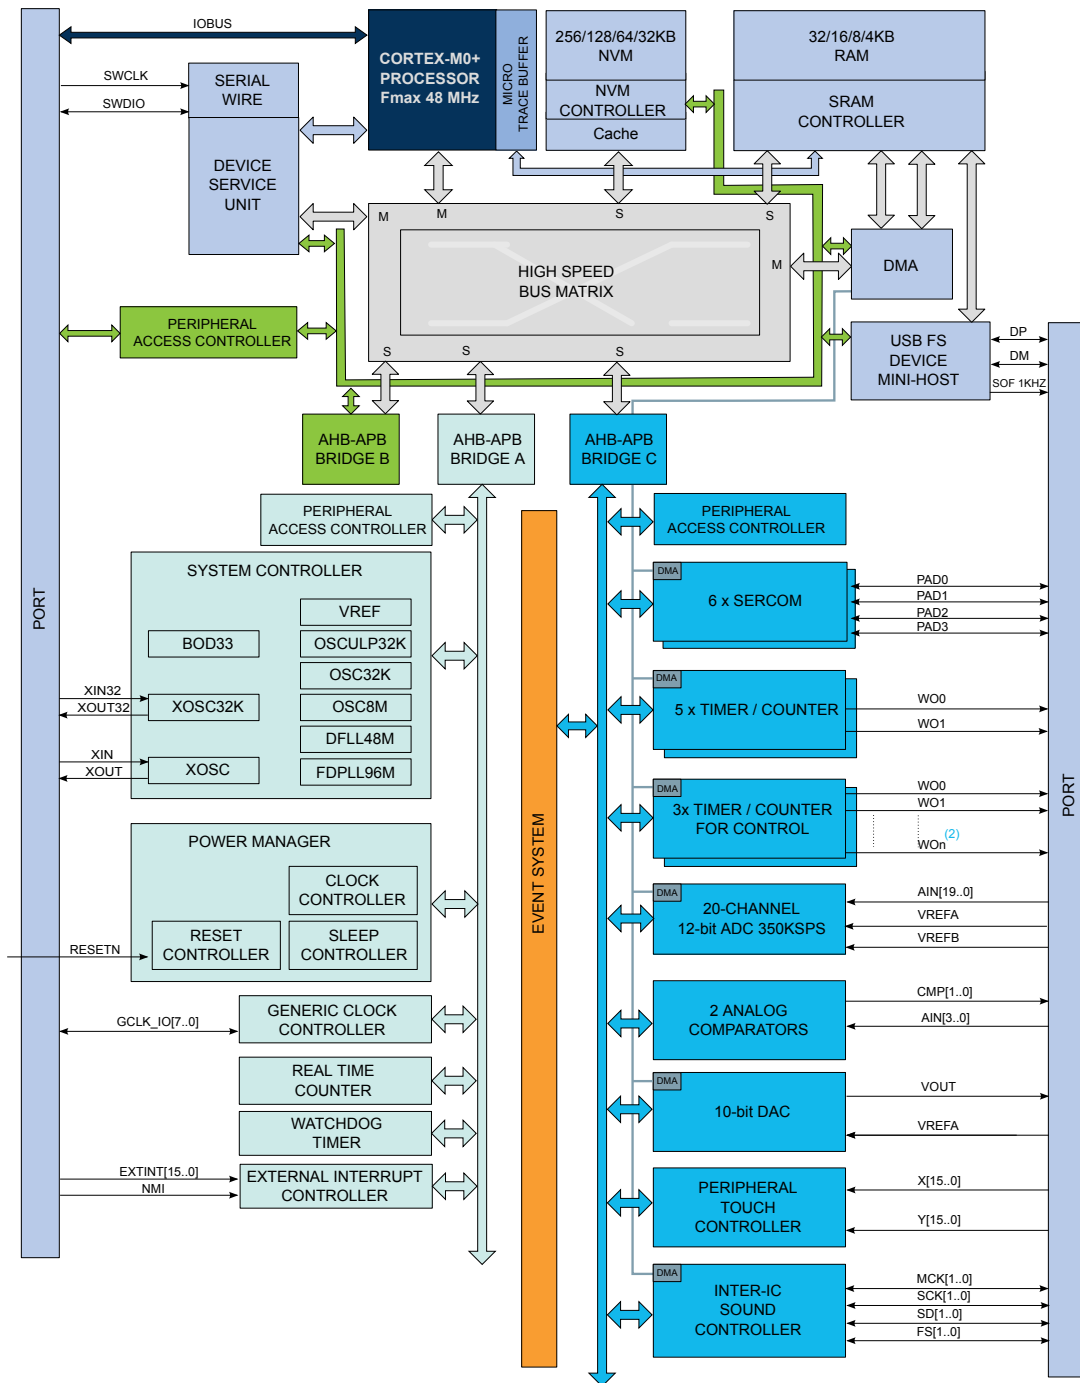 IOBUS
CORTEX-M0+
PROCESSOR
Fmax 48 MHz
MICRO
TRACE BUFFER
256/128/64/32KB
NVM
NVM
CONTROLLER
Cache
32/16/8/4KB
RAM
SRAM
CONTROLLER
SWCLK
SWDIO
SERIAL
WIRE
DEVICE
SERVICE
UNIT
M
M
S
S
HIGH SPEED
BUS MATRIX
M
DMA
PERIPHERAL
ACCESS CONTROLLER
S
S
S
USB FS
DEVICE
MINI-HOST
DP
DM
SOF 1KHZ
AHB-APB
BRIDGE B
AHB-APB
BRIDGE A
AHB-APB
BRIDGE C
PERIPHERAL
ACCESS CONTROLLER
PERIPHERAL
ACCESS CONTROLLER
PORT
SYSTEM CONTROLLER
VREF
BOD33
OSCULP32K
OSC32K
XIN32
XOUT32
XOSC32K
OSC8M
DFLL48M
XIN
XOUT
XOSC
FDPLL96M
EVENT SYSTEM
DMA
6 x SERCOM
PAD0
PAD1
PAD2
PAD3
DMA
5 x TIMER / COUNTER
WO0
WO1
DMA
3x TIMER / COUNTER
FOR CONTROL
WO0
WO1
(2)
WOn
PORT
POWER MANAGER
CLOCK
CONTROLLER
RESETN
RESET
CONTROLLER
SLEEP
CONTROLLER
DMA
20-CHANNEL
12-bit ADC 350KSPS
AIN[19..0]
VREFA
VREFB
GCLK_IO[7..0]
GENERIC CLOCK
CONTROLLER
2 ANALOG
COMPARATORS
CMP[1..0]
AIN[3..0]
REAL TIME
COUNTER
WATCHDOG
TIMER
DMA
10-bit DAC
VOUT
VREFA
EXTINT[15..0]
NMI
EXTERNAL INTERRUPT
CONTROLLER
PERIPHERAL
TOUCH
CONTROLLER
X[15..0]
Y[15..0]
DMA
INTER-IC
SOUND
CONTROLLER
MCK[1..0]
SCK[1..0]
SD[1..0]
FS[1..0]